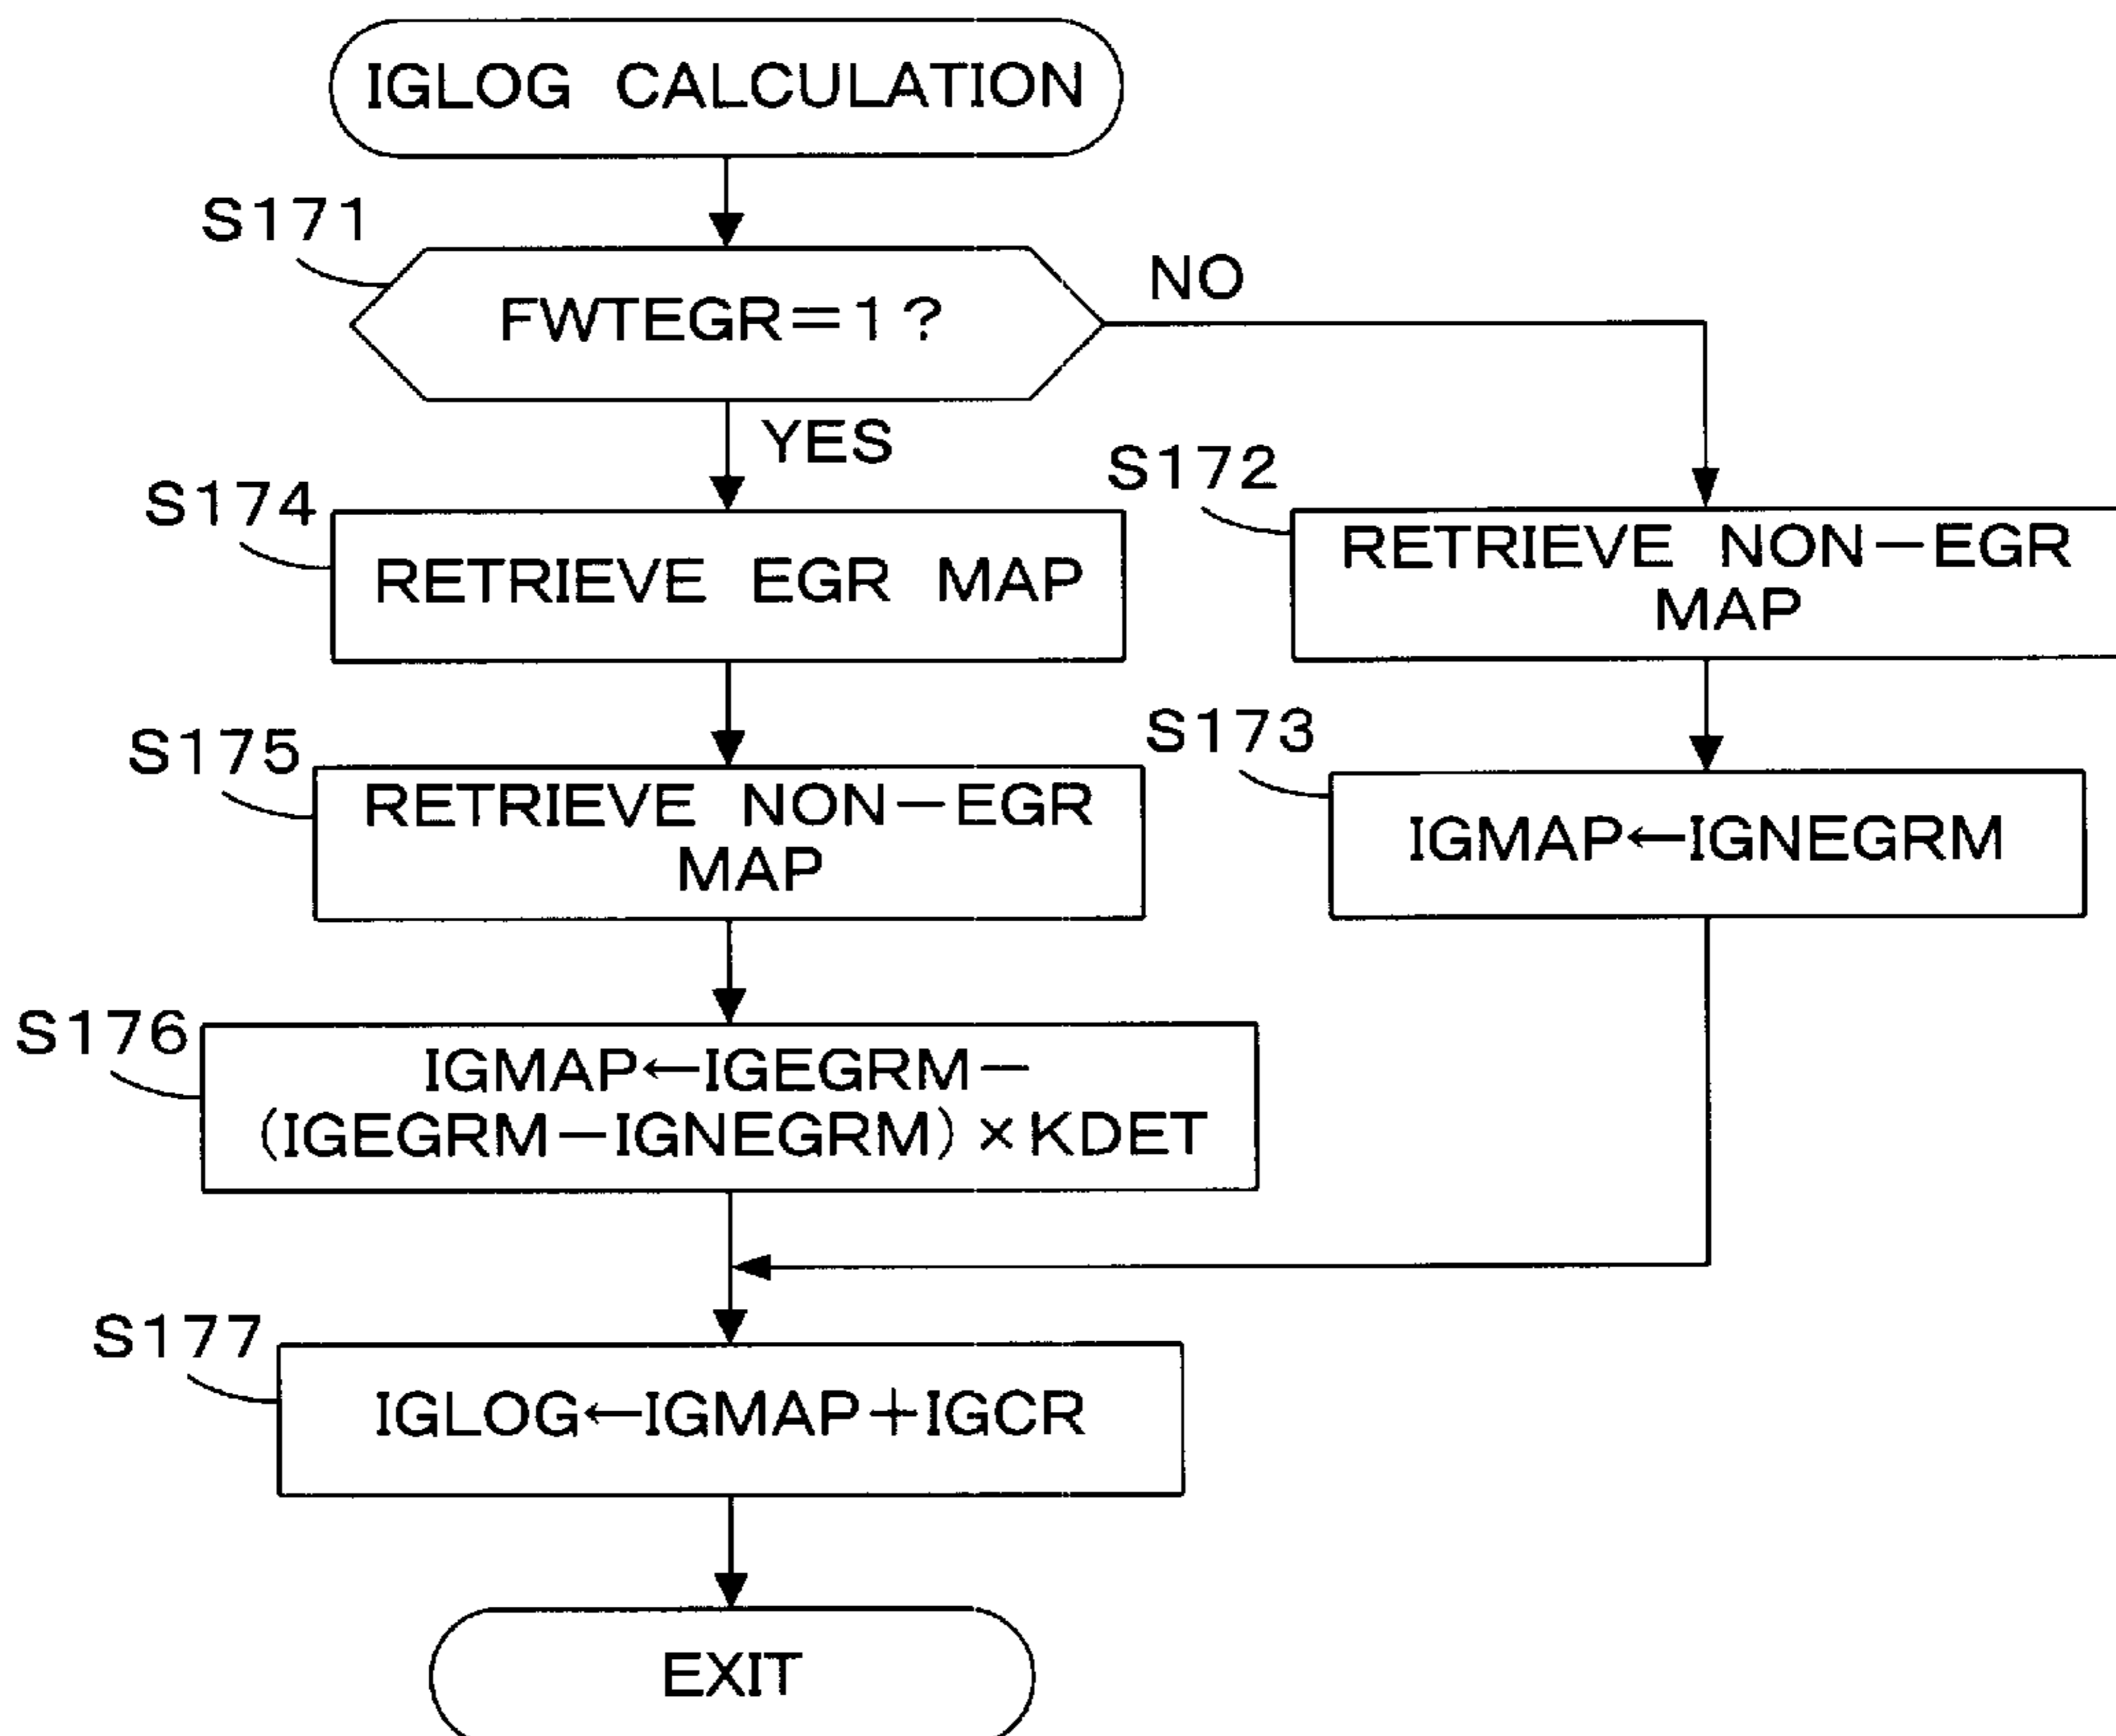 IGLOG CALCULATION
S171
FWTEGR=1?
NO
YES
S174
RETRIEVE EGR MAP
S172
RETRIEVE NON-EGR
MAP
S175
RETRIEVE NON-EGR
MAP
S173
IGMAP←IGNEGRM
S176
IGMAP←IGEGRM-
(IGEGRM-IGNEGRM)×KDET
S177
IGLOG←IGMAP+IGCR
EXIT